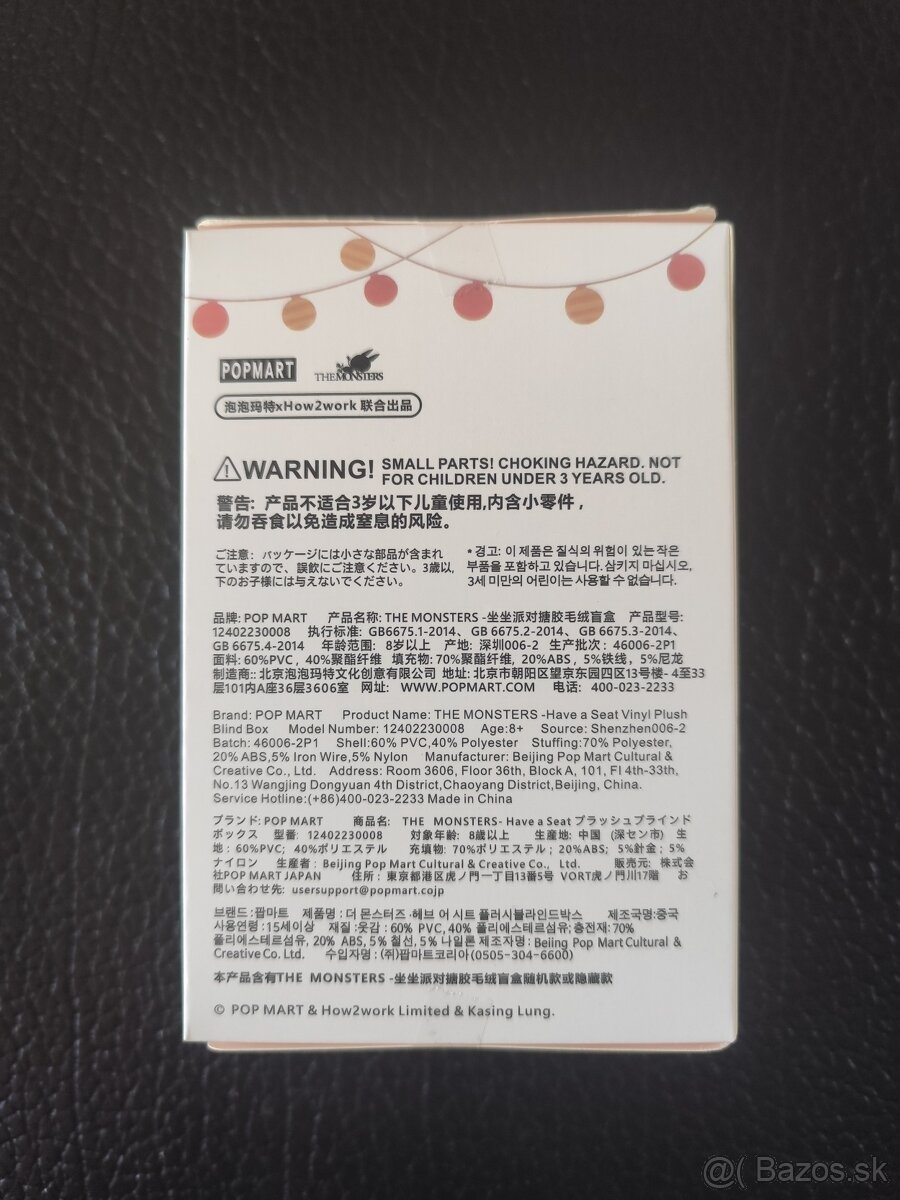 POPMART THE MONSTERS
泡泡玛特xHow2work 联合出品
WARNING! SMALL PARTS! CHOKING HAZARD. NOT
FOR CHILDREN UNDER 3 YEARS OLD.
警告: 产品不适合3岁以下儿童使用,内含小零件,
请勿吞食以免造成窒息的风险。
ご注意: パッケージには小さな部品が含まれ
ていますので、誤飲にご注意ください。3歳以
下のお子様には与えないでください。
*경고: 이 제품은 질식의 위험이 있는 작은
부품을 포함하고 있습니다. 삼키지 마십시오,
3세 미만의 어린이는 사용할 수 없습니다.
品牌: POP MART 产品名称: THE MONSTERS -坐坐派对搪胶毛绒盲盒 产品型号:
12402230008 执行标准: GB6675.1-2014、GB 6675.2-2014、GB 6675.3-2014、
GB 6675.4-2014 年龄范围: 8岁以上 产地: 深圳006-2 生产批次: 46006-2P1
面料: 60%PVC, 40%聚酯纤维 填充物: 70%聚酯纤维, 20%ABS, 5%铁线, 5%尼龙
制造商:: 北京泡泡玛特文化创意有限公司 地址: 北京市朝阳区望京东园四区13号楼- 4至33
层101内A座36层3606室 网址: WWW.POPMART.COM 电话: 400-023-2233
Brand: POP MART Product Name: THE MONSTERS -Have a Seat Vinyl Plush
Blind Box Model Number: 12402230008 Age:8+ Source: Shenzhen006-2
Batch: 46006-2P1 Shell:60% PVC,40% Polyester Stuffing:70% Polyester,
20% ABS,5% Iron Wire,5% Nylon Manufacturer: Beijing Pop Mart Cultural &
Creative Co., Ltd. Address: Room 3606, Floor 36th, Block A, 101, Fl 4th-33th,
No.13 Wangjing Dongyuan 4th District,Chaoyang District,Beijing, China.
Service Hotline:(+86)400-023-2233 Made in China
ブランド: POP MART 商品名: THE MONSTERS- Have a Seat プラッシュブラインド
ボックス 型番: 12402230008 対象年齢: 8歳以上 生産地: 中国 (深セン市) 生
地: 60%PVC; 40%ポリエステル 充填物: 70%ポリエステル; 20%ABS; 5%針金; 5%
ナイロン 生産者: Beijing Pop Mart Cultural & Creative Co., Ltd. 販売元: 株式会
社POP MART JAPAN 住所: 東京都港区虎ノ門一丁目13番5号 VORT虎ノ門川17階 お
問い合わせ先: usersupport@popmart.cojp
브랜드: 팝마트 제품명: 더 몬스터즈 -헤브 어 시트 플러시블라인드박스 제조국명:중국
사용연령: 15세이상 재질: 겉감: 60% PVC, 40% 폴리에스테르섬유; 충전재: 70%
폴리에스테르섬유, 20% ABS, 5% 철선, 5% 나일론 제조자명: Beijing Pop Mart Cultural &
Creative Co. Ltd. 수입자명: (주)팝마트코리아(0505-304-6600)
本产品含有THE MONSTERS -坐坐派对搪胶毛绒盲盒随机款或隐藏款
© POP MART & How2work Limited & Kasing Lung.
@( Bazos.sk